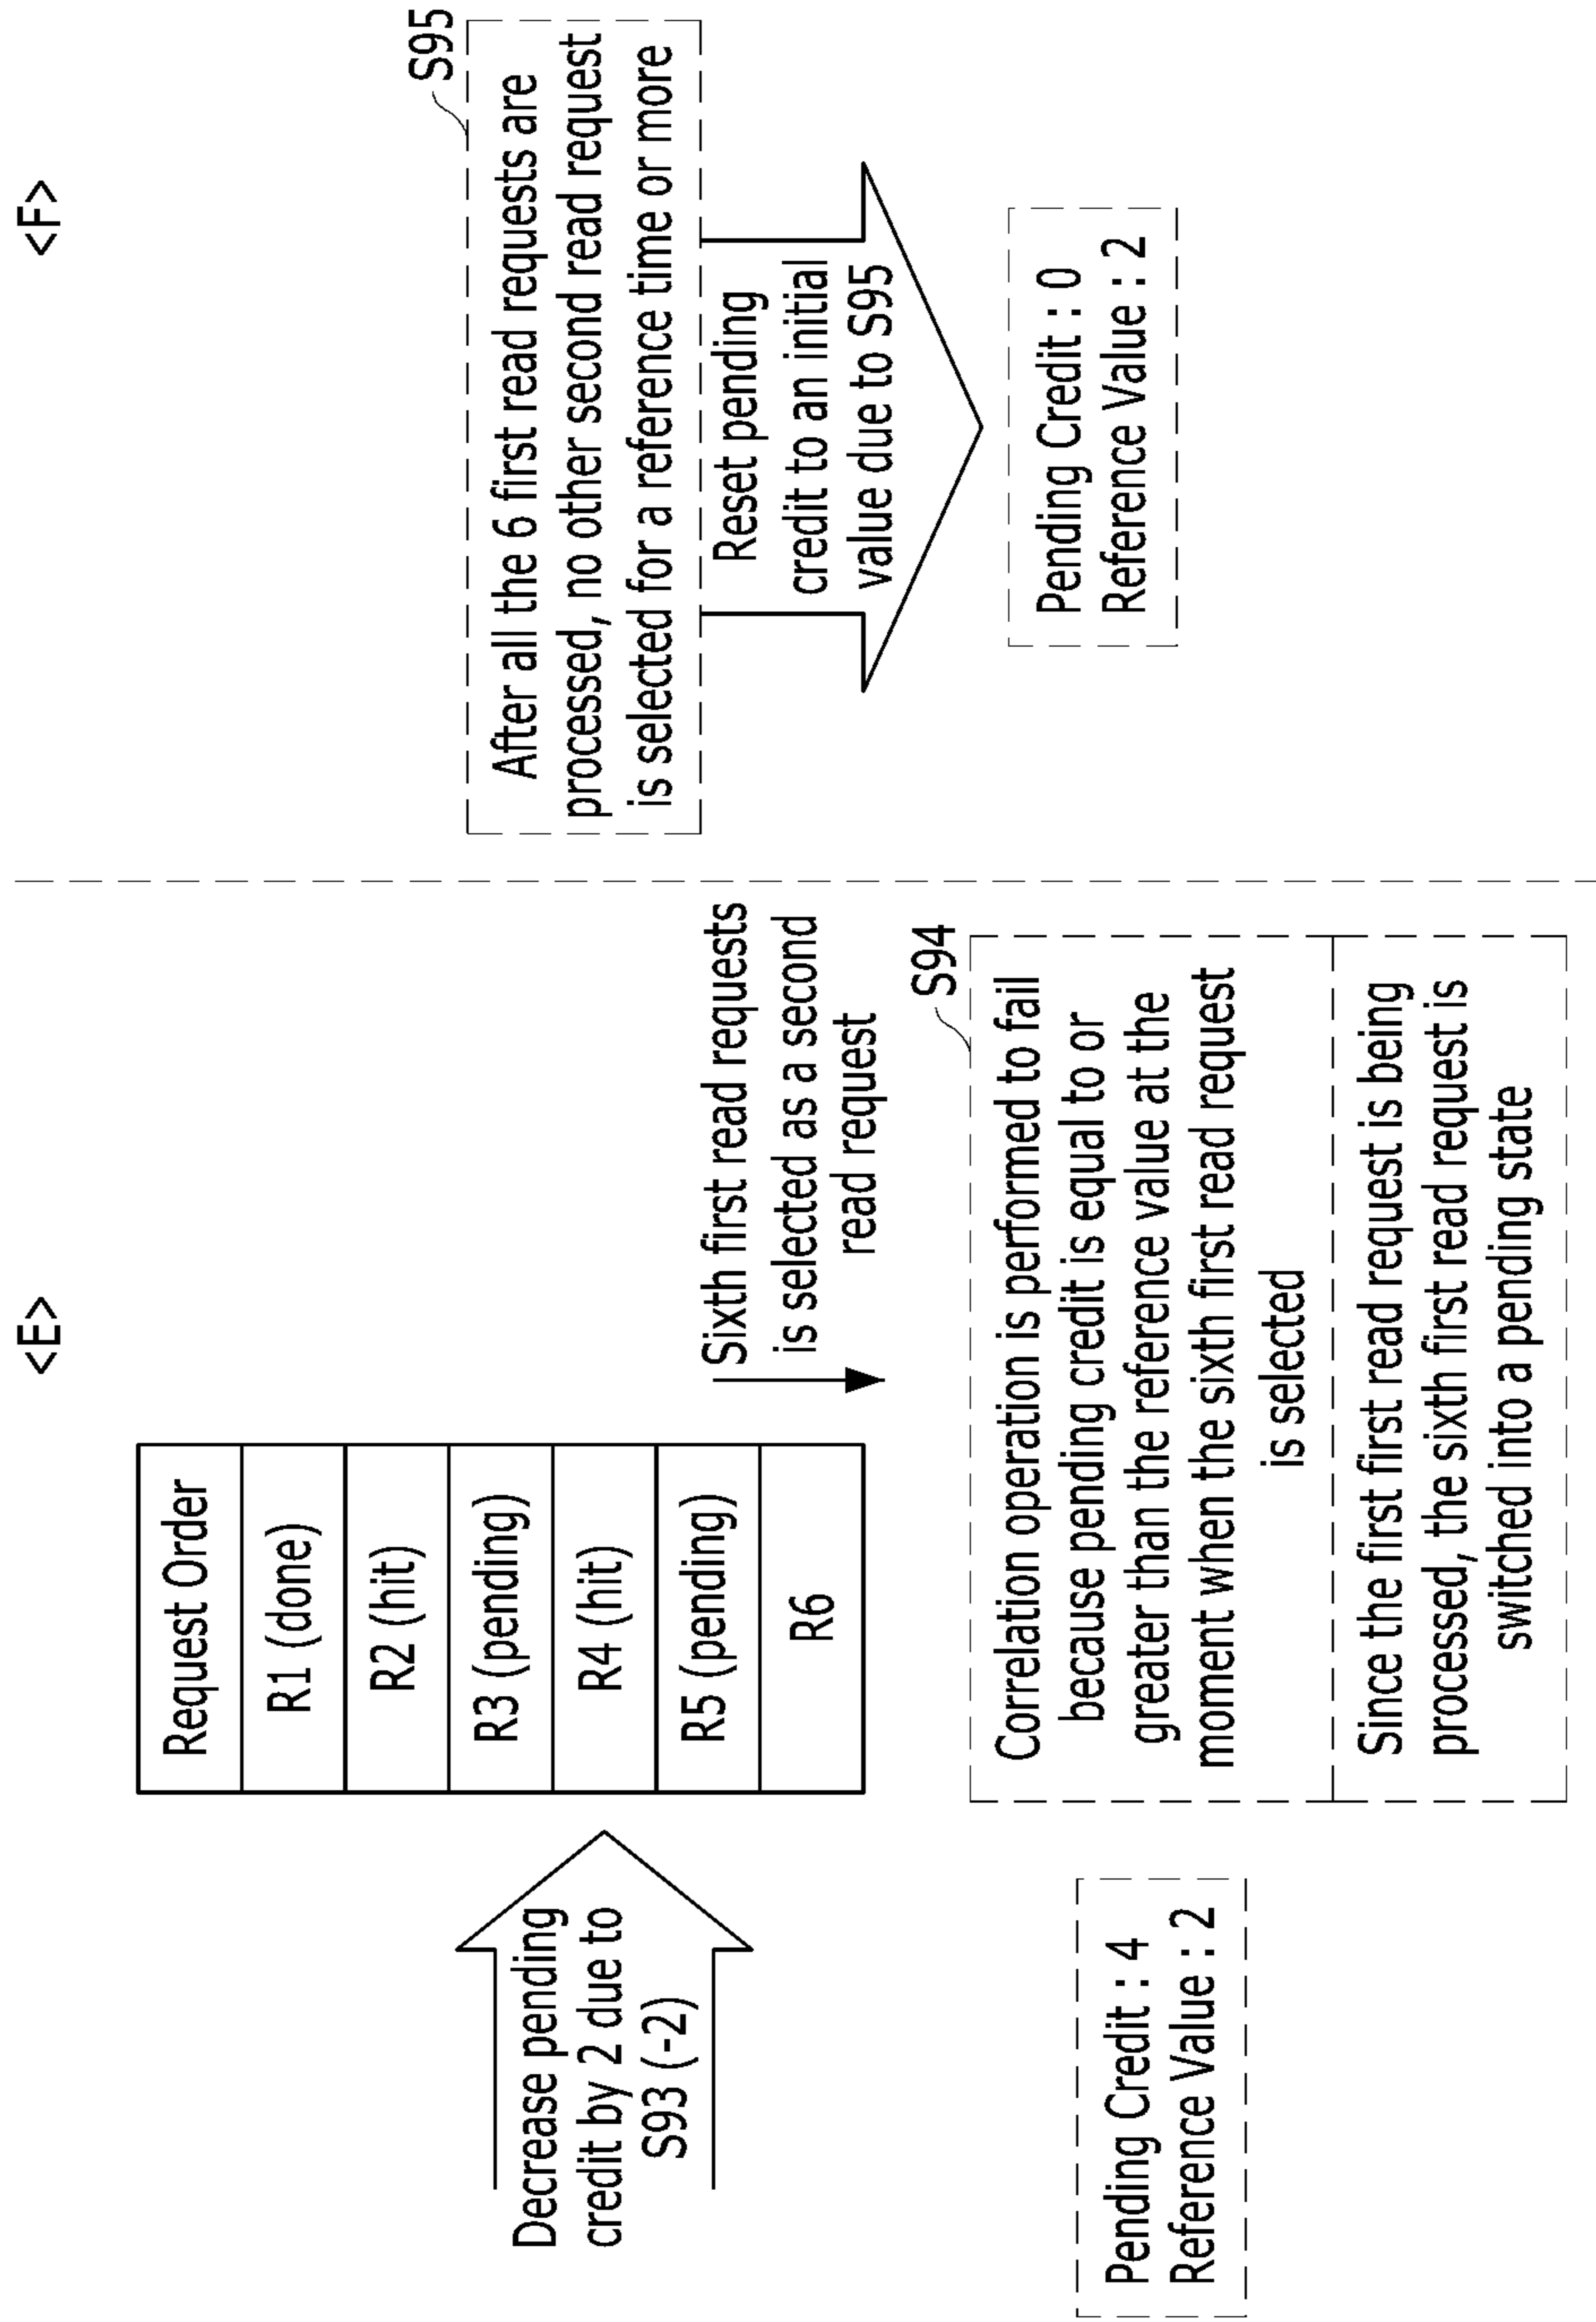 <E>
Decrease pending
credit by 2 due to
S93 (-2)
Request Order
R1 (done)
R2 (hit)
R3 (pending)
R4 (hit)
R5 (pending)
R6
Sixth first read requests
is selected as a second
read request
Pending Credit : 4
Reference Value : 2
S94
Correlation operation is performed to fail
because pending credit is equal to or
greater than the reference value at the
moment when the sixth first read request
is selected
Since the first first read request is being
processed, the sixth first read request is
switched into a pending state
<F>
S95
After all the 6 first read requests are
processed, no other second read request
is selected for a reference time or more
Reset pending
credit to an initial
value due to S95
Pending Credit : 0
Reference Value : 2